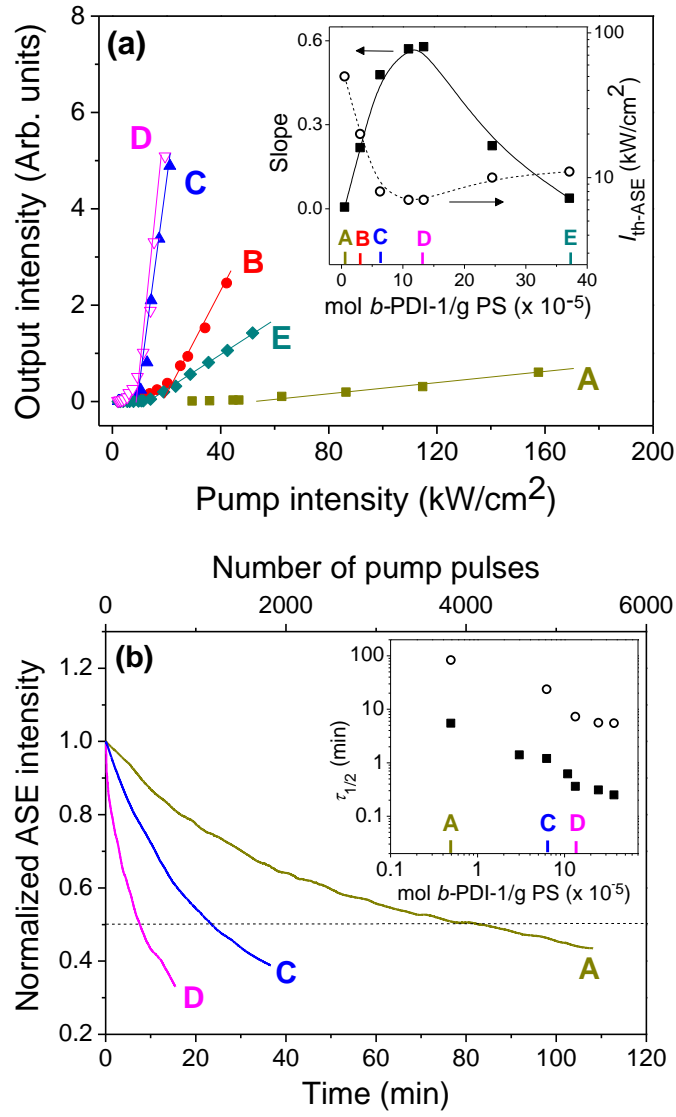 (a)
8
6
4
2
0
Output intensity (Arb. units)
D
C
B
E
A
0 40 80 120 160 200
Pump intensity (kW/cm2)
0.6
0.3
0.0
Slope
100
10
Ith-ASE (kW/cm2)
A B C D E
0 10 20 30 40
mol b-PDI-1/g PS (x 10-5)
Number of pump pulses
0 2000 4000 6000
(b)
1.2
1.0
0.8
0.6
0.4
0.2
Normalized ASE intensity
D
C
A
0 20 40 60 80 100 120
Time (min)
100
10
1
0.1
τ1/2 (min)
A C D
0.1 1 10
mol b-PDI-1/g PS (x 10-5)